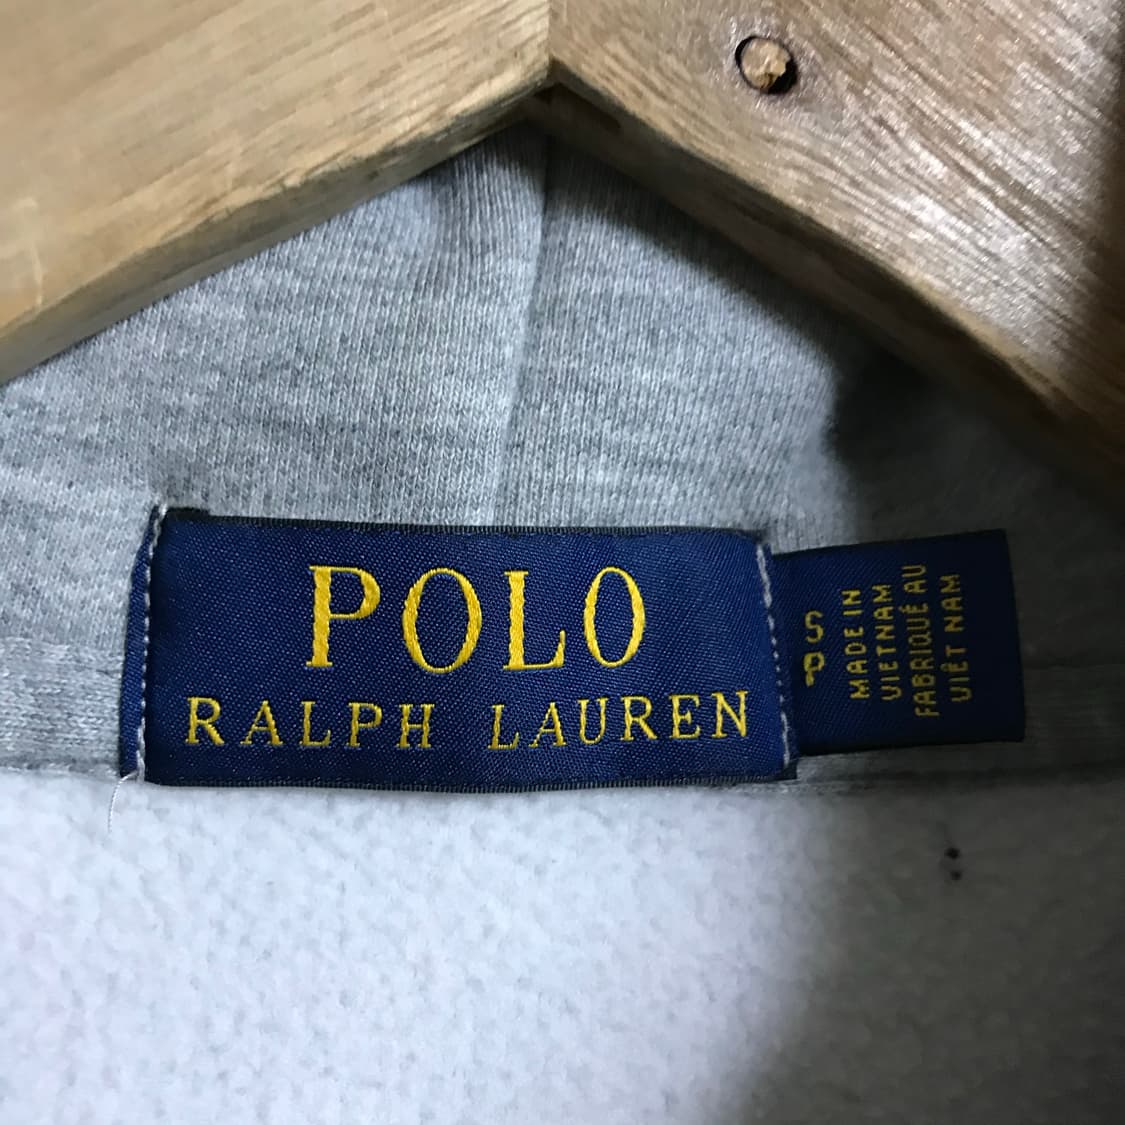 POLO
RALPH LAUREN
S
P
MADE IN
VIETNAM
FABRIQUÉ AU
VIÊT NAM